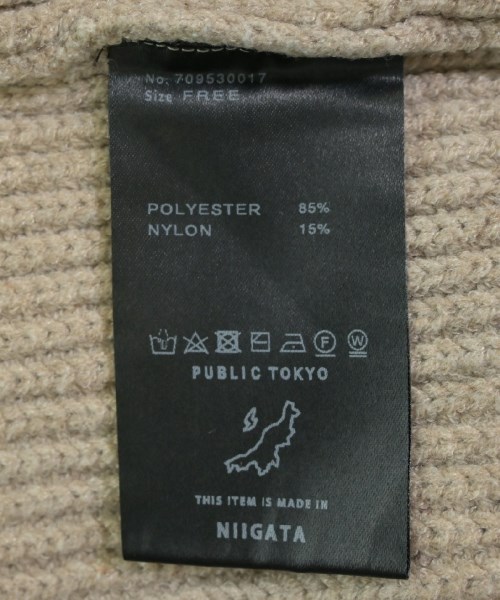 No. 709530017
Size FREE
POLYESTER 85%
NYLON 15%
F W
PUBLIC TOKYO
THIS ITEM IS MADE IN
NIIGATA